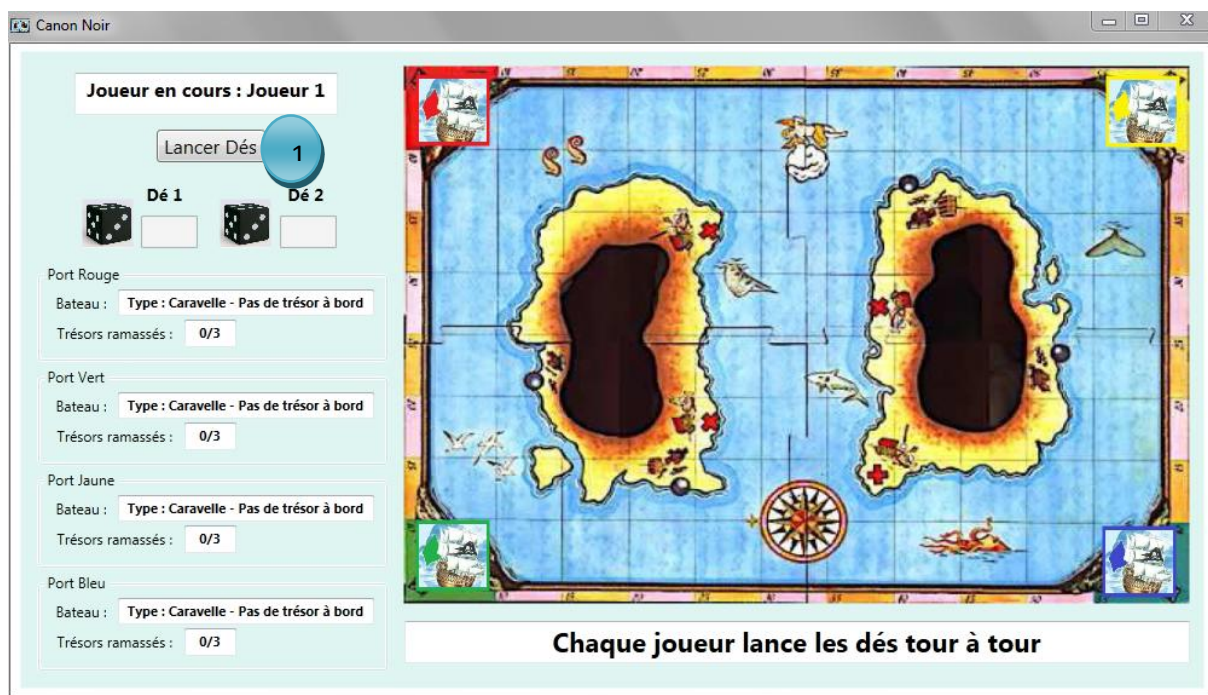 Canon Noir
Joueur en cours : Joueur 1
Lancer Dés
1
Dé 1
Dé 2
Port Rouge
Bateau : Type : Caravelle - Pas de trésor à bord
Trésors ramassés : 0/3
Port Vert
Bateau : Type : Caravelle - Pas de trésor à bord
Trésors ramassés : 0/3
Port Jaune
Bateau : Type : Caravelle - Pas de trésor à bord
Trésors ramassés : 0/3
Port Bleu
Bateau : Type : Caravelle - Pas de trésor à bord
Trésors ramassés : 0/3
Chaque joueur lance les dés tour à tour